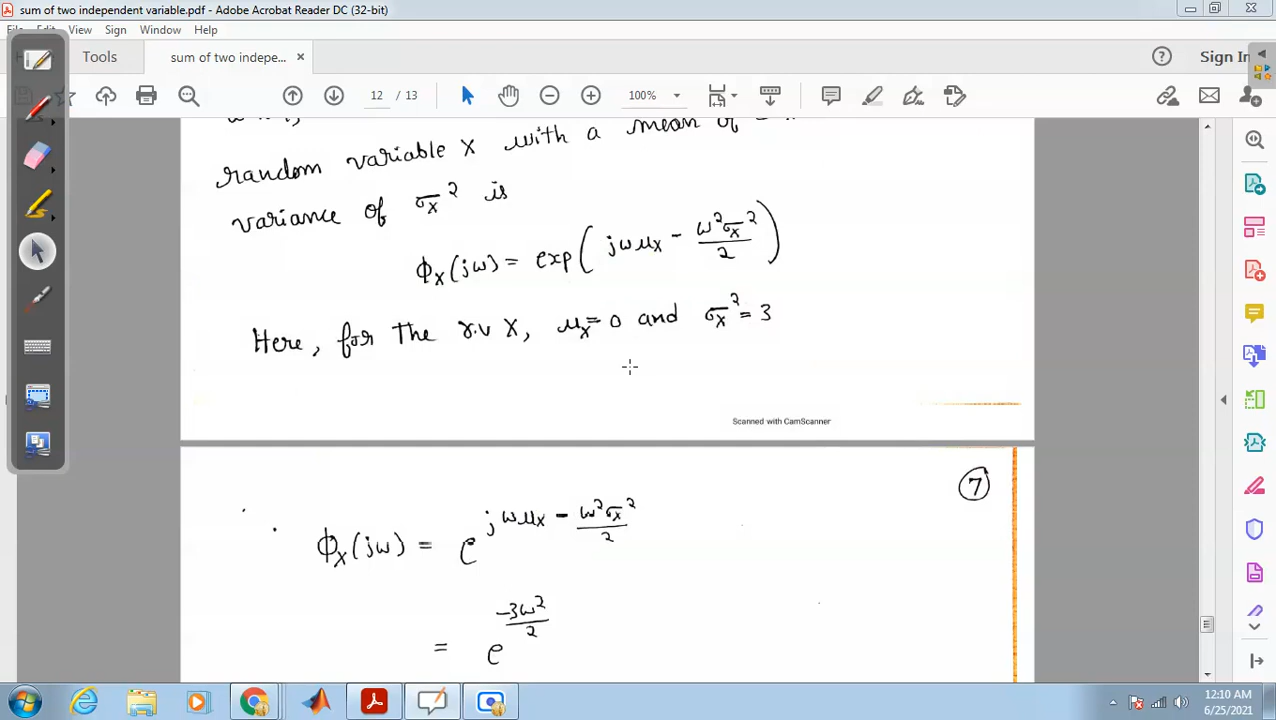 sum of two independent variable.pdf - Adobe Acrobat Reader DC (32-bit)
File Edit View Sign Window Help
Tools
sum of two indepe... ×
Sign In
12 / 13
100%
random variable X with a mean of
variance of σx² is
ϕx(jω) = exp(jωμx - ω²σx²/2)
Here, for the r.v X, μx=0 and σx² = 3
Scanned with CamScanner
7
ϕx(jω) = e^(jωμx - ω²σx²/2)
= e^(-3ω²/2)
12:10 AM
6/25/2021